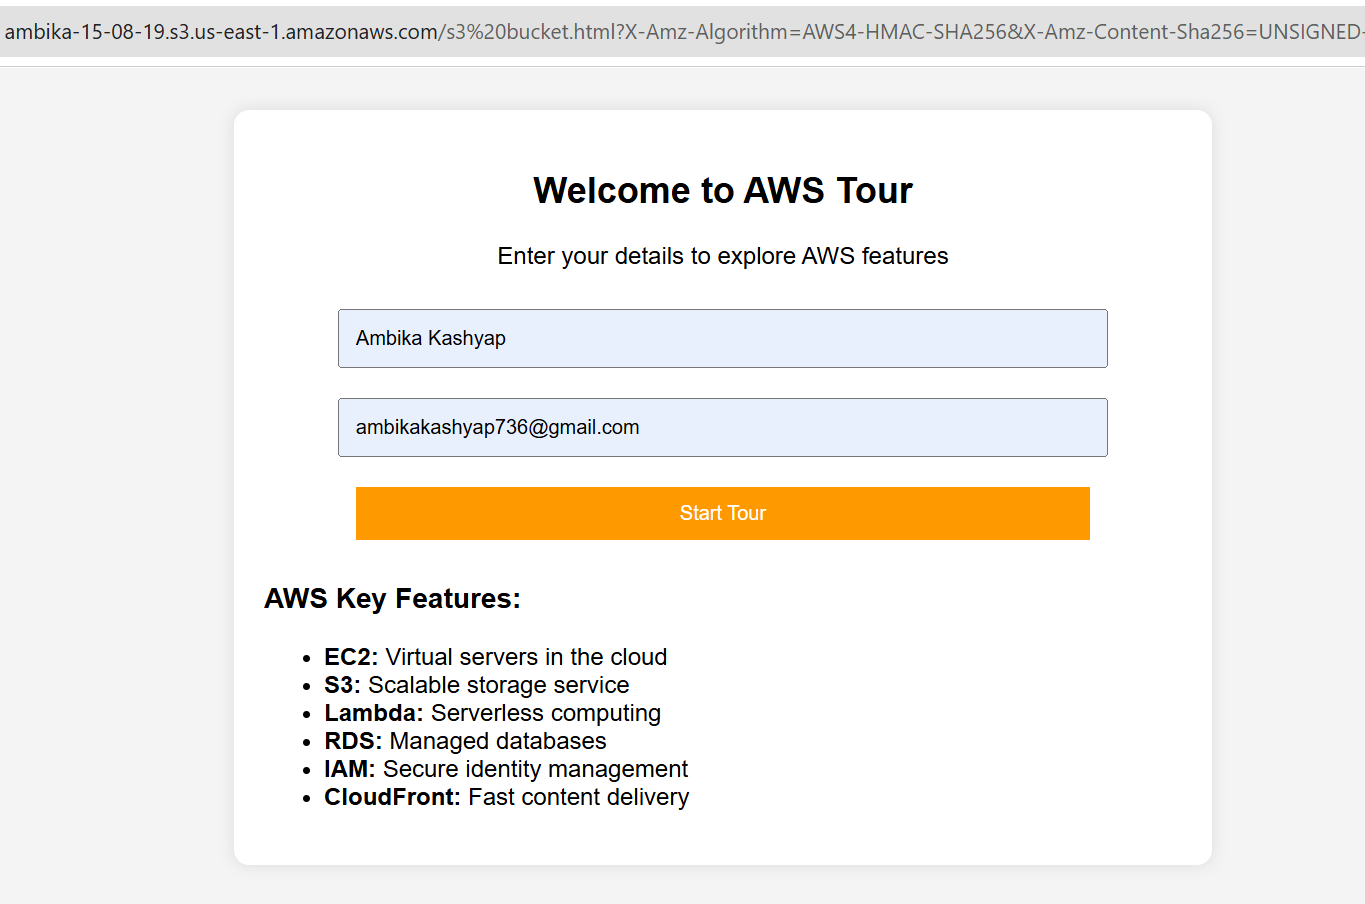 ambika-15-08-19.s3.us-east-1.amazonaws.com/s3%20bucket.html?X-Amz-Algorithm=AWS4-HMAC-SHA256&X-Amz-Content-Sha256=UNSIGNED-
Welcome to AWS Tour
Enter your details to explore AWS features
Ambika Kashyap
ambikakashyap736@gmail.com
Start Tour
AWS Key Features:
• EC2: Virtual servers in the cloud
• S3: Scalable storage service
• Lambda: Serverless computing
• RDS: Managed databases
• IAM: Secure identity management
• CloudFront: Fast content delivery